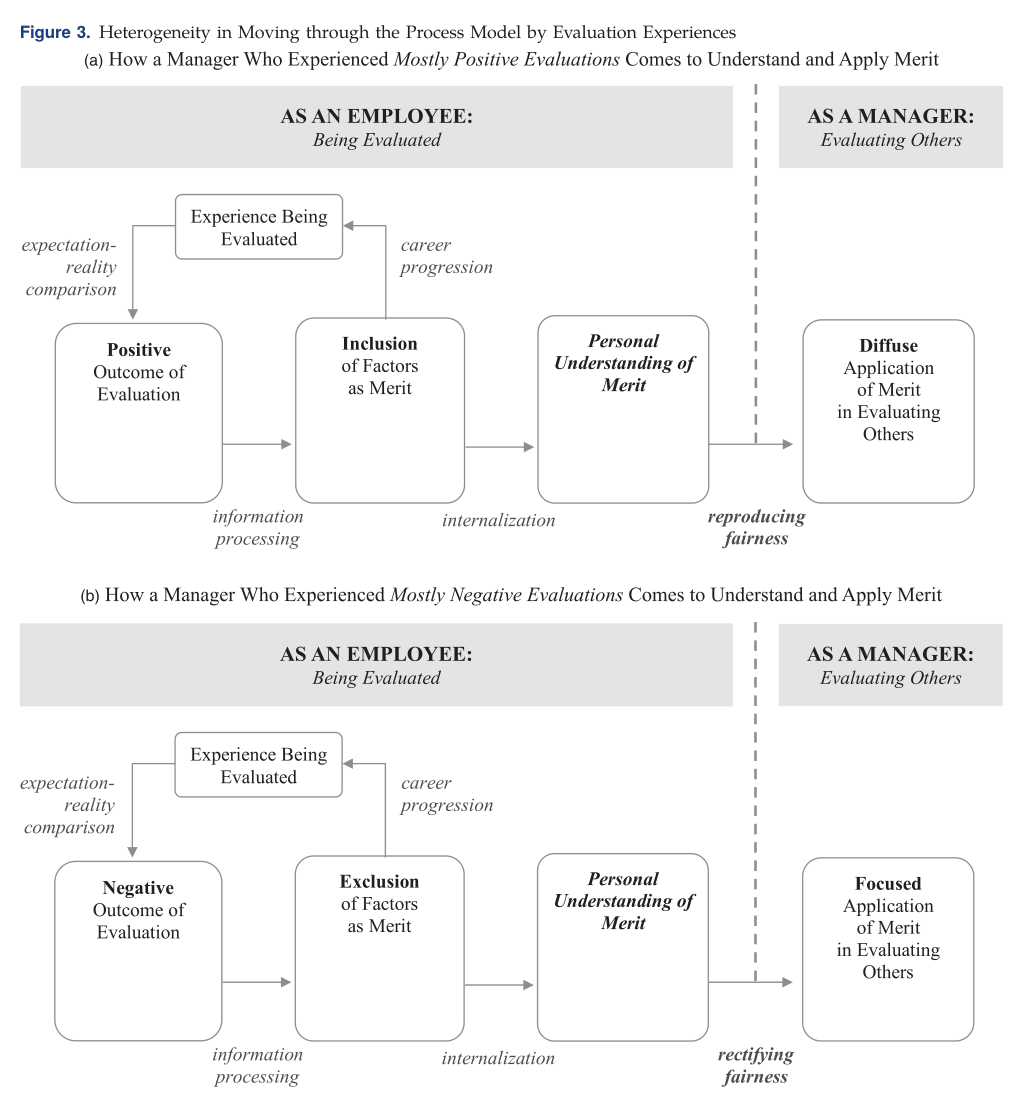 Figure 3. Heterogeneity in Moving through the Process Model by Evaluation Experiences
(a) How a Manager Who Experienced Mostly Positive Evaluations Comes to Understand and Apply Merit
AS AN EMPLOYEE:
Being Evaluated
AS A MANAGER:
Evaluating Others
Experience Being
Evaluated
expectation-
reality
comparison
career
progression
Positive
Outcome of
Evaluation
Inclusion
of Factors
as Merit
Personal
Understanding of
Merit
Diffuse
Application
of Merit
in Evaluating
Others
information
processing
internalization
reproducing
fairness
(b) How a Manager Who Experienced Mostly Negative Evaluations Comes to Understand and Apply Merit
AS AN EMPLOYEE:
Being Evaluated
AS A MANAGER:
Evaluating Others
Experience Being
Evaluated
expectation-
reality
comparison
career
progression
Negative
Outcome of
Evaluation
Exclusion
of Factors
as Merit
Personal
Understanding of
Merit
Focused
Application
of Merit
in Evaluating
Others
information
processing
internalization
rectifying
fairness